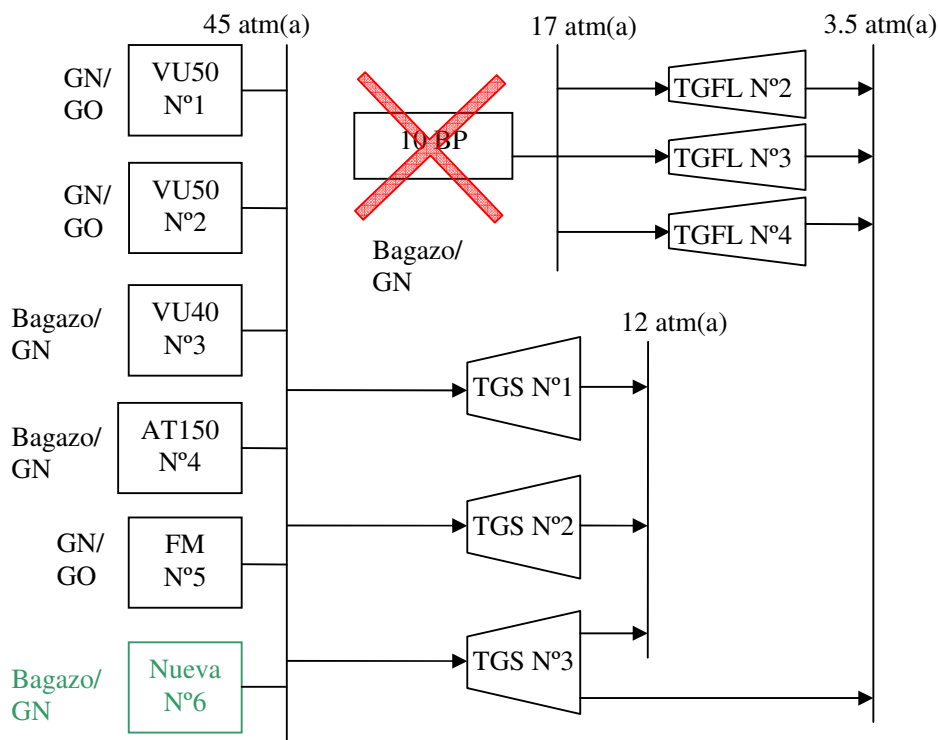 45 atm(a)
17 atm(a)
3.5 atm(a)
GN/
GO
VU50
Nº1
TGFL Nº2
10 BP
TGFL Nº3
GN/
GO
VU50
Nº2
TGFL Nº4
Bagazo/
GN
Bagazo/
GN
VU40
Nº3
12 atm(a)
TGS Nº1
Bagazo/
GN
AT150
Nº4
TGS Nº2
GN/
GO
FM
Nº5
TGS Nº3
Bagazo/
GN
Nueva
Nº6